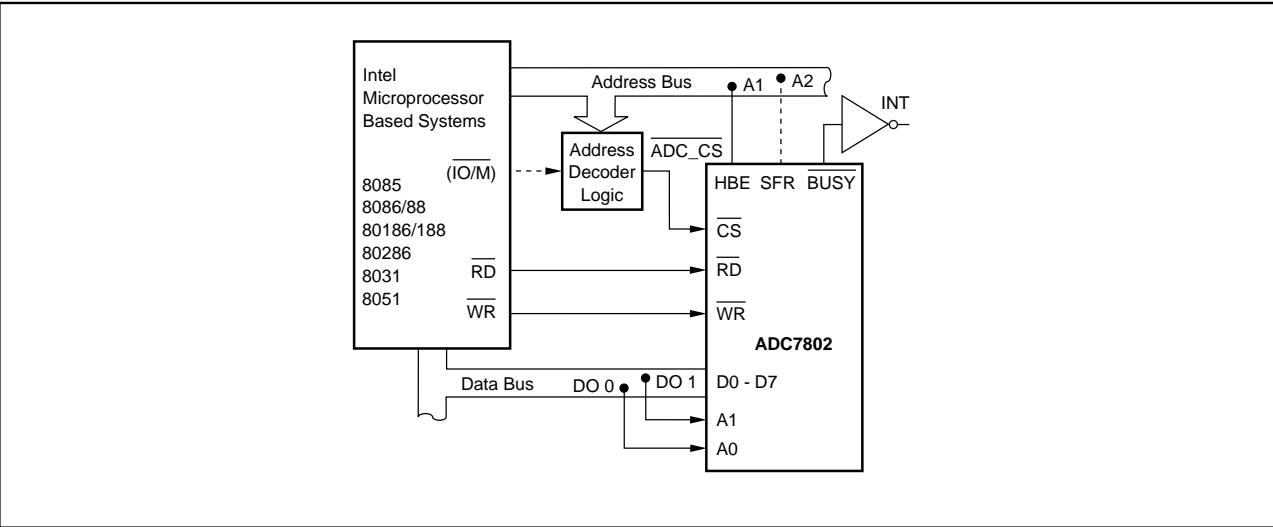 Intel
Microprocessor
Based Systems
(IO/M)
8085
8086/88
80186/188
80286
8031
8051
RD
WR
Address Bus
A1
A2
INT
Address
Decoder
Logic
ADC_CS
HBE SFR BUSY
CS
RD
WR
ADC7802
D0 - D7
A1
A0
Data Bus
DO 0
DO 1